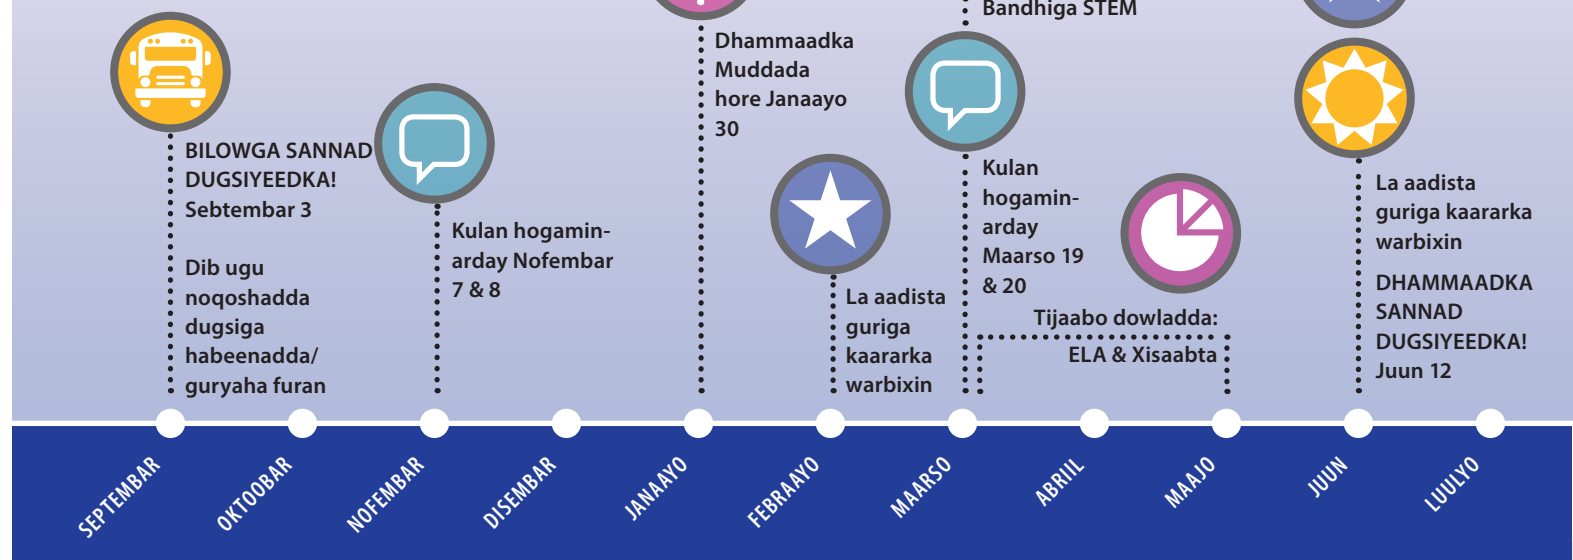 BILOWGA SANNAD
DUGSIYEEDKA!
Sebtembar 3
Dib ugu
noqoshadda
dugsiga
habeenadda/
guryaha furan
Kulan hogamin-
arday Nofembar
7 & 8
Dhammaadka
Muddada
hore Janaayo
30
La aadista
guriga
kaararka
warbixin
Bandhiga STEM
Kulan
hogamin-
arday
Maarso 19
& 20
Tijaabo dowladda:
ELA & Xisaabta
La aadista
guriga kaararka
warbixin
DHAMMAADKA
SANNAD
DUGSIYEEDKA!
Juun 12
SEPTEMBAR
OKTOOBAR
NOFEMBAR
DISEMBAR
JANAAYO
FEBRAAYO
MAARSO
ABRIIL
MAAJO
JUUN
LUULYO